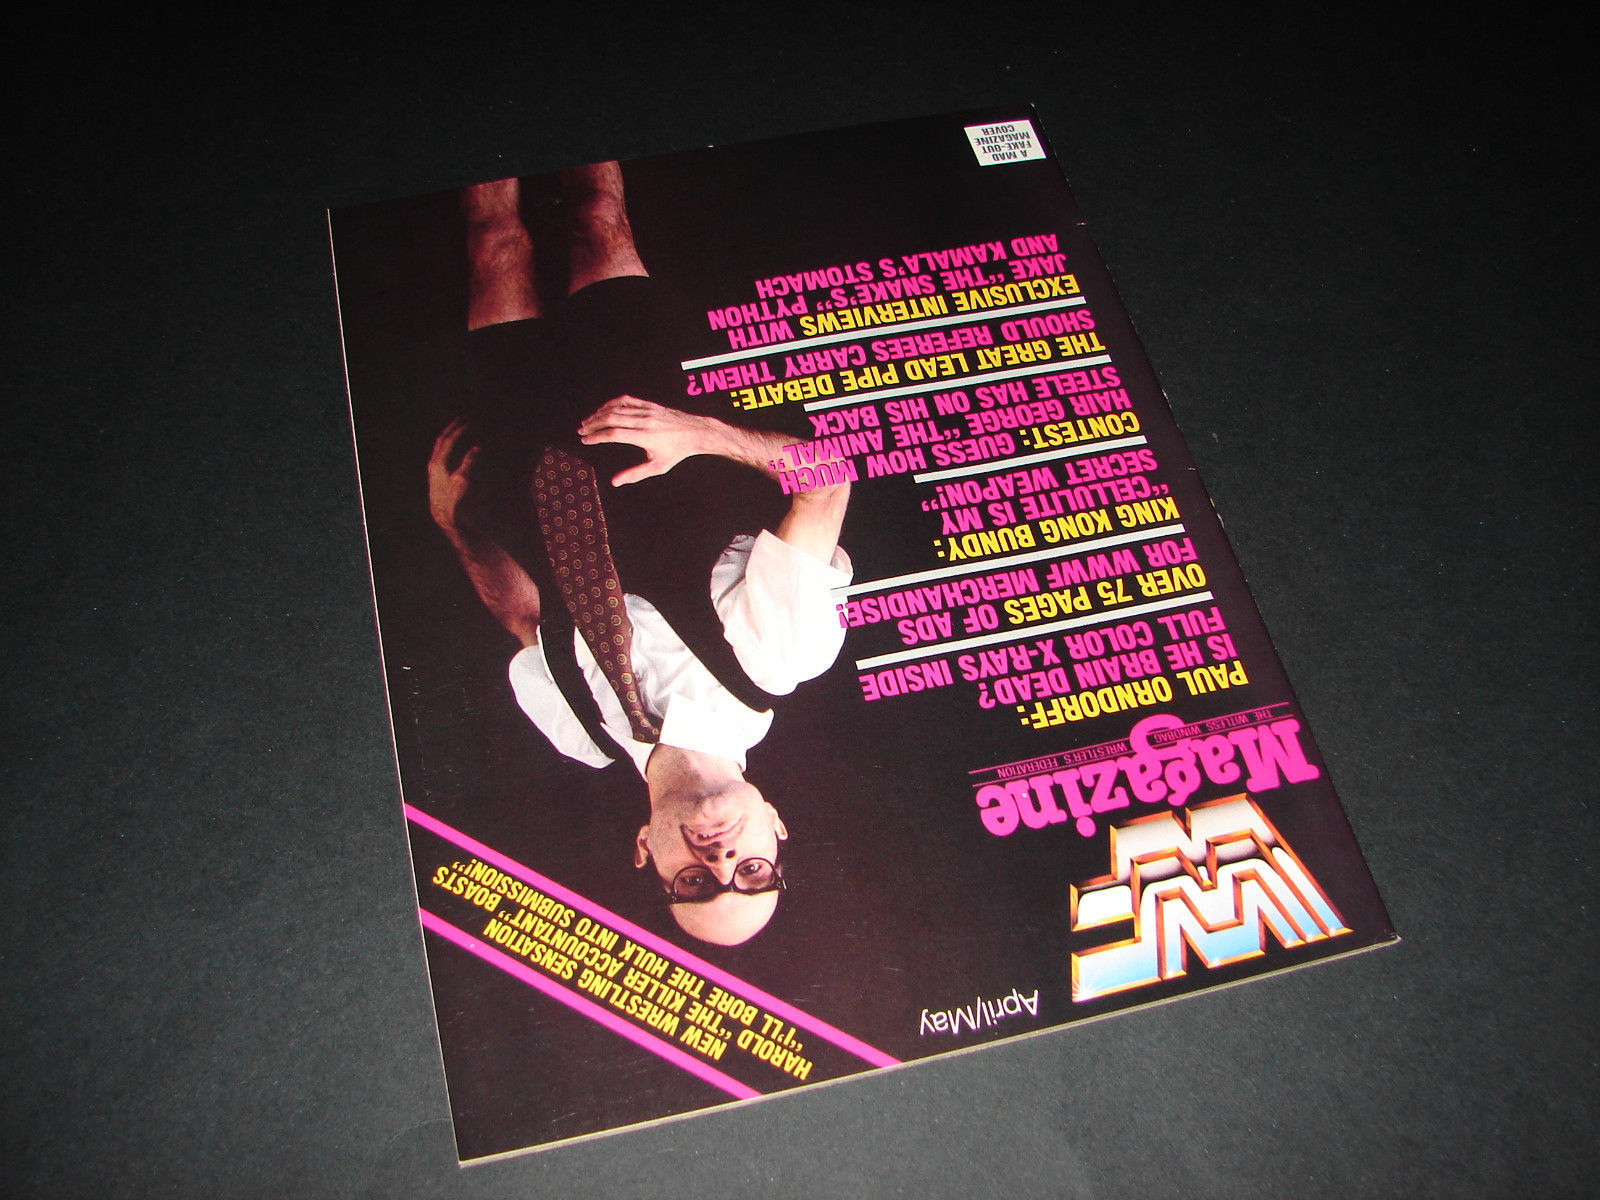 April/May
WWWF
Magazine
THE WITLESS WINDBAG WRESTLER'S FEDERATION
NEW WRESTLING SENSATION
HAROLD "THE KILLER ACCOUNTANT" BOASTS
"I'LL BORE THE HULK INTO SUBMISSION!"
PAUL ORNDORFF:
IS HE BRAIN DEAD?
FULL COLOR X-RAYS INSIDE
OVER 75 PAGES OF ADS
FOR WWWF MERCHANDISE!
KING KONG BUNDY:
"CELLULITE IS MY
SECRET WEAPON!"
CONTEST: GUESS HOW MUCH
HAIR GEORGE "THE ANIMAL"
STEELE HAS ON HIS BACK
THE GREAT LEAD PIPE DEBATE:
SHOULD REFEREES CARRY THEM?
EXCLUSIVE INTERVIEWS WITH
JAKE "THE SNAKE'S" PYTHON
AND KAMALA'S STOMACH
A MAD
FAKE-OUT
MAGAZINE
COVER